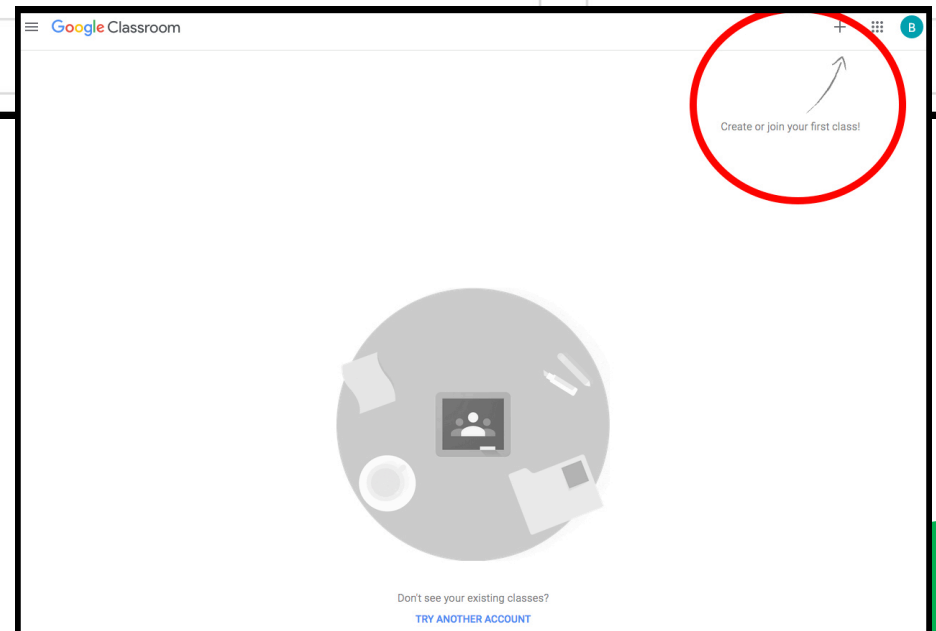 Google Classroom
B
Create or join your first class!
Don't see your existing classes?
TRY ANOTHER ACCOUNT